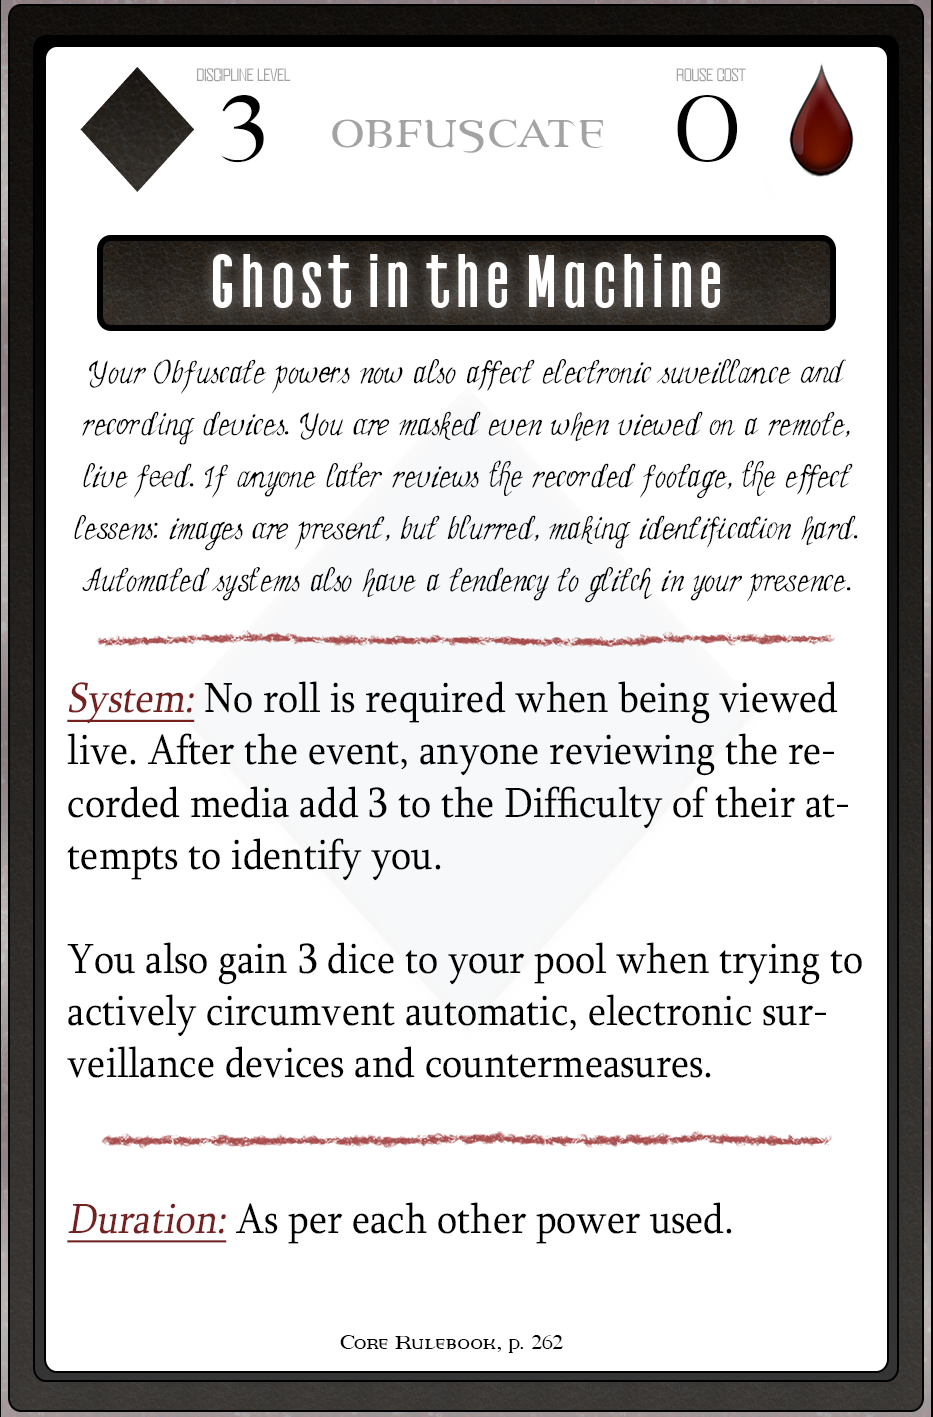 DISCIPLINE LEVEL
3
OBFUSCATE
ROUSE COST
0
Ghost in the Machine
Your Obfuscate powers now also affect electronic suveillance and
recording devices. You are masked even when viewed on a remote,
live feed. If anyone later reviews the recorded footage, the effect
lessens: images are present, but blurred, making identification hard.
Automated systems also have a tendency to glitch in your presence.
System: No roll is required when being viewed
live. After the event, anyone reviewing the re-
corded media add 3 to the Difficulty of their at-
tempts to identify you.
You also gain 3 dice to your pool when trying to
actively circumvent automatic, electronic sur-
veillance devices and countermeasures.
Duration: As per each other power used.
Core Rulebook, p. 262